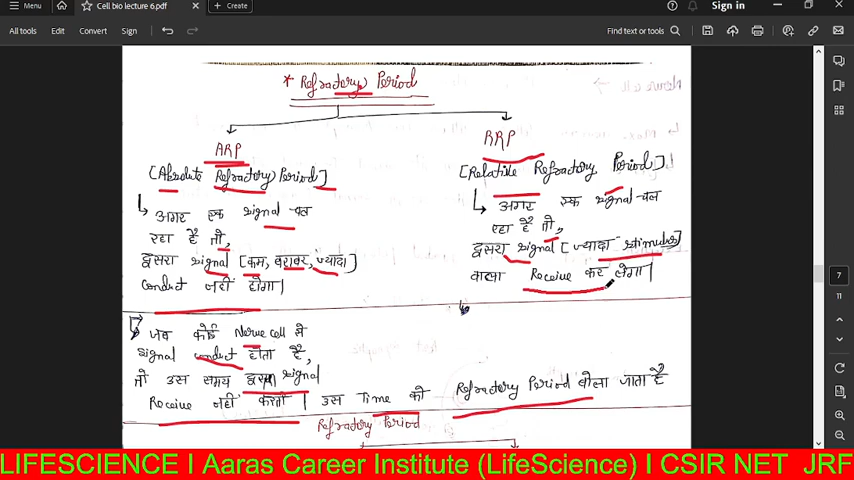 Menu
Cell bio lecture 6.pdf
Create
Sign in
All tools
Edit
Convert
Sign
Find text or tools
* Refractory Period
ARP
RRP
[Absolute Refractory Period]
[Relatile Refractory Period]
अगर एक signal चल
रहा है तो,
दूसरा signal [कम, बराबर, ज्यादा]
conduct नहीं होगा।
अगर एक signal चल
रहा है तो,
दूसरा signal [ज्यादा stimulus]
वाला Receive कर लेगा।
जब कोई Nerve cell में
signal conduct होता है,
तो उस समय दूसरा signal
Receive नहीं करता। उस Time को Refractory Period बोला जाता है
Refractory Period
7
11
LIFESCIENCE I Aaras Career Institute (LifeScience) I CSIR NET JRF